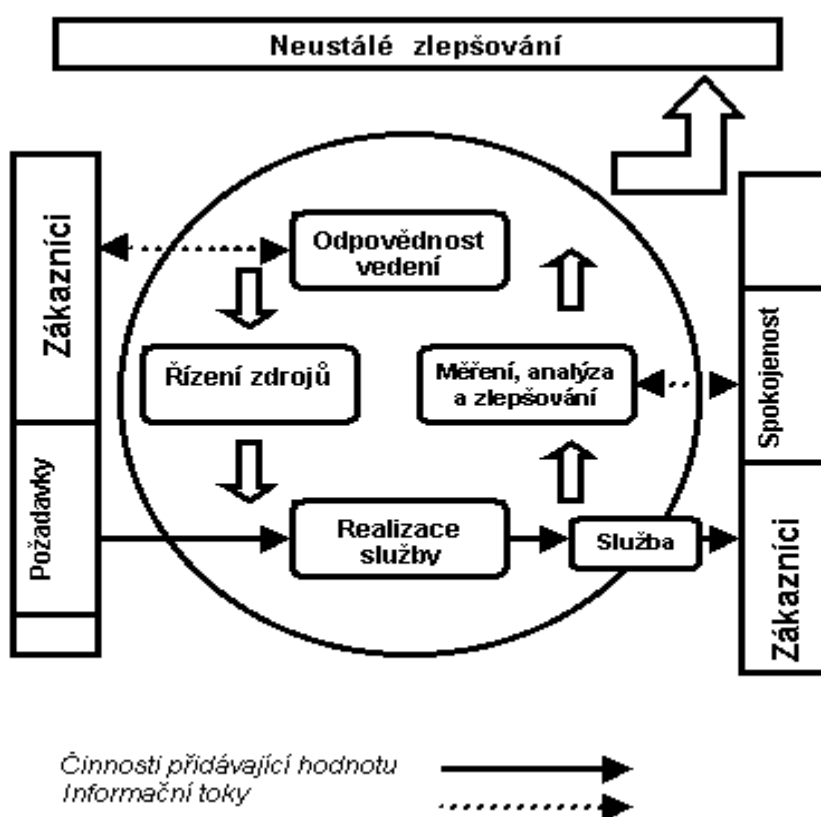 Neustálé zlepšování
Zákazníci
Požadavky
Odpovědnost
vedení
Řízení zdrojů
Měření, analýza
a zlepšování
Realizace
služby
Služba
Spokojenost
Zákazníci
Činnosti přidávající hodnotu
Informační toky